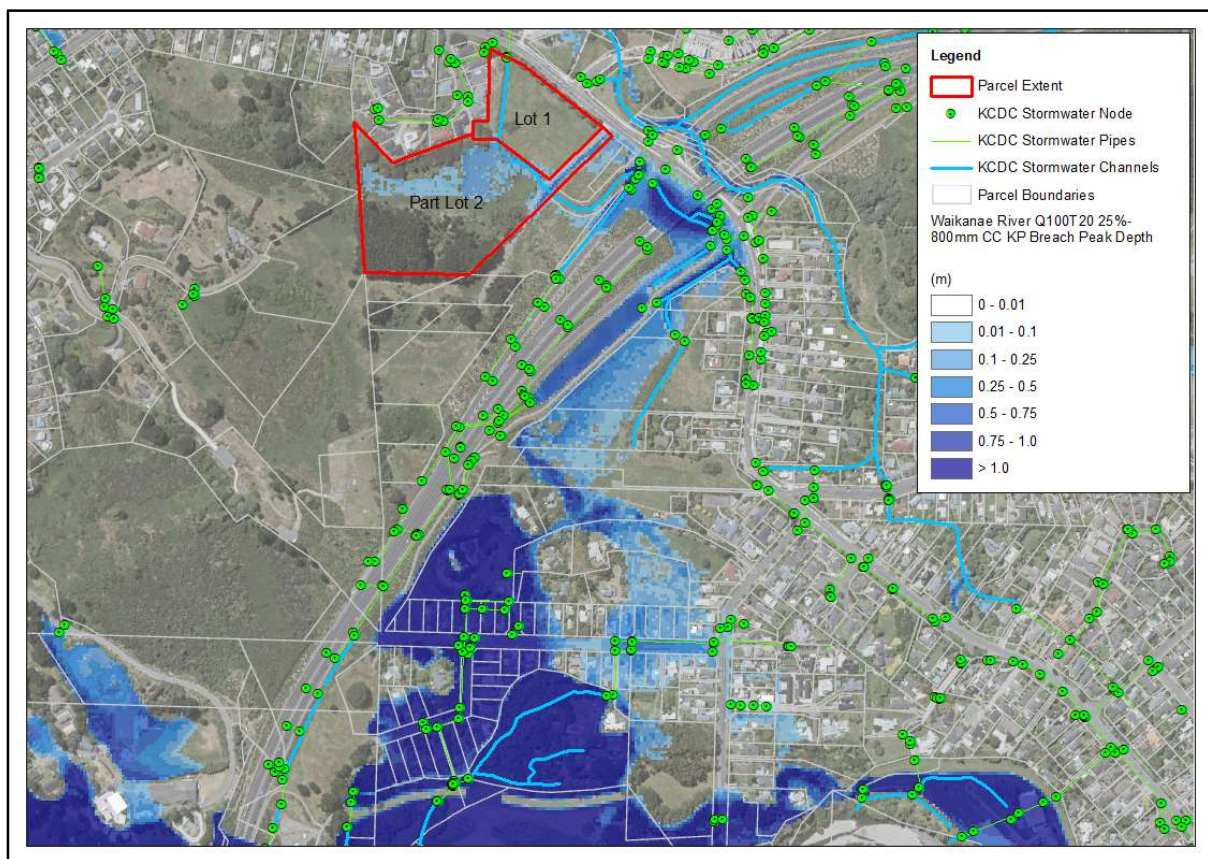 Lot 1
Part Lot 2
Legend
Parcel Extent
KCDC Stormwater Node
KCDC Stormwater Pipes
KCDC Stormwater Channels
Parcel Boundaries
Waikanae River Q100T20 25%-
800mm CC KP Breach Peak Depth
(m)
0 - 0.01
0.01 - 0.1
0.1 - 0.25
0.25 - 0.5
0.5 - 0.75
0.75 - 1.0
> 1.0